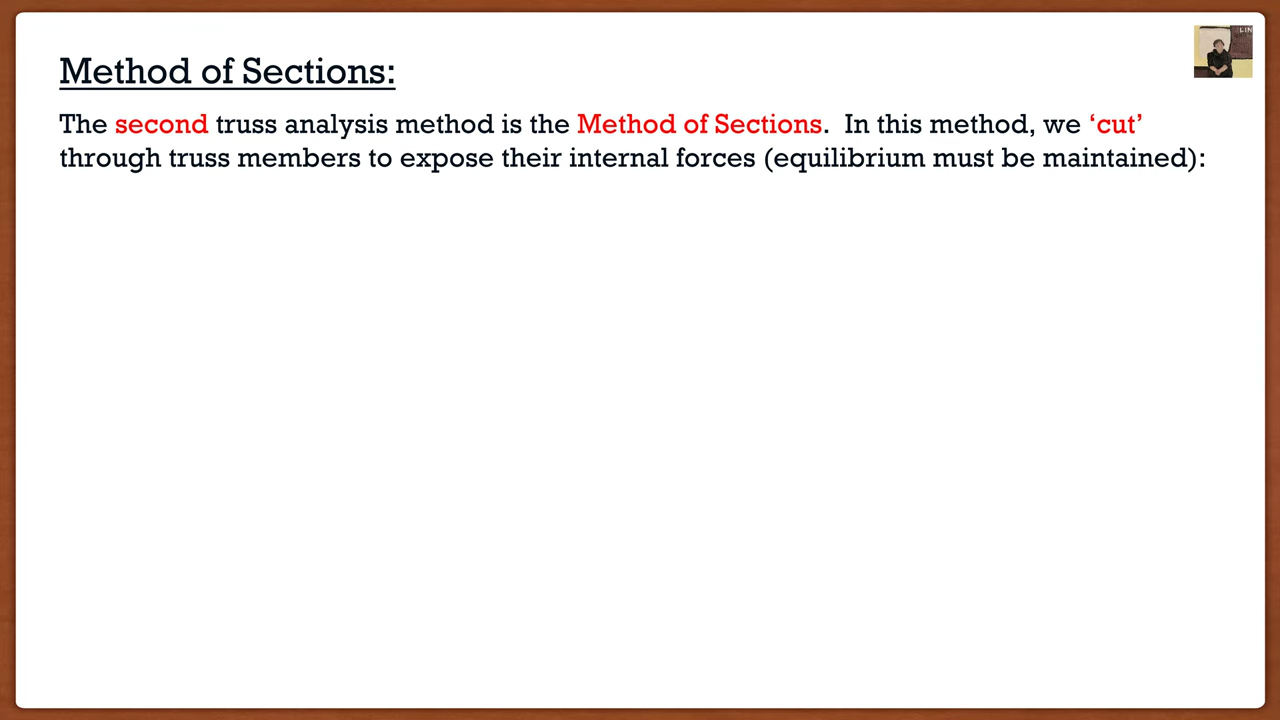 LIN
Method of Sections:
The second truss analysis method is the Method of Sections.  In this method, we ‘cut’
through truss members to expose their internal forces (equilibrium must be maintained):